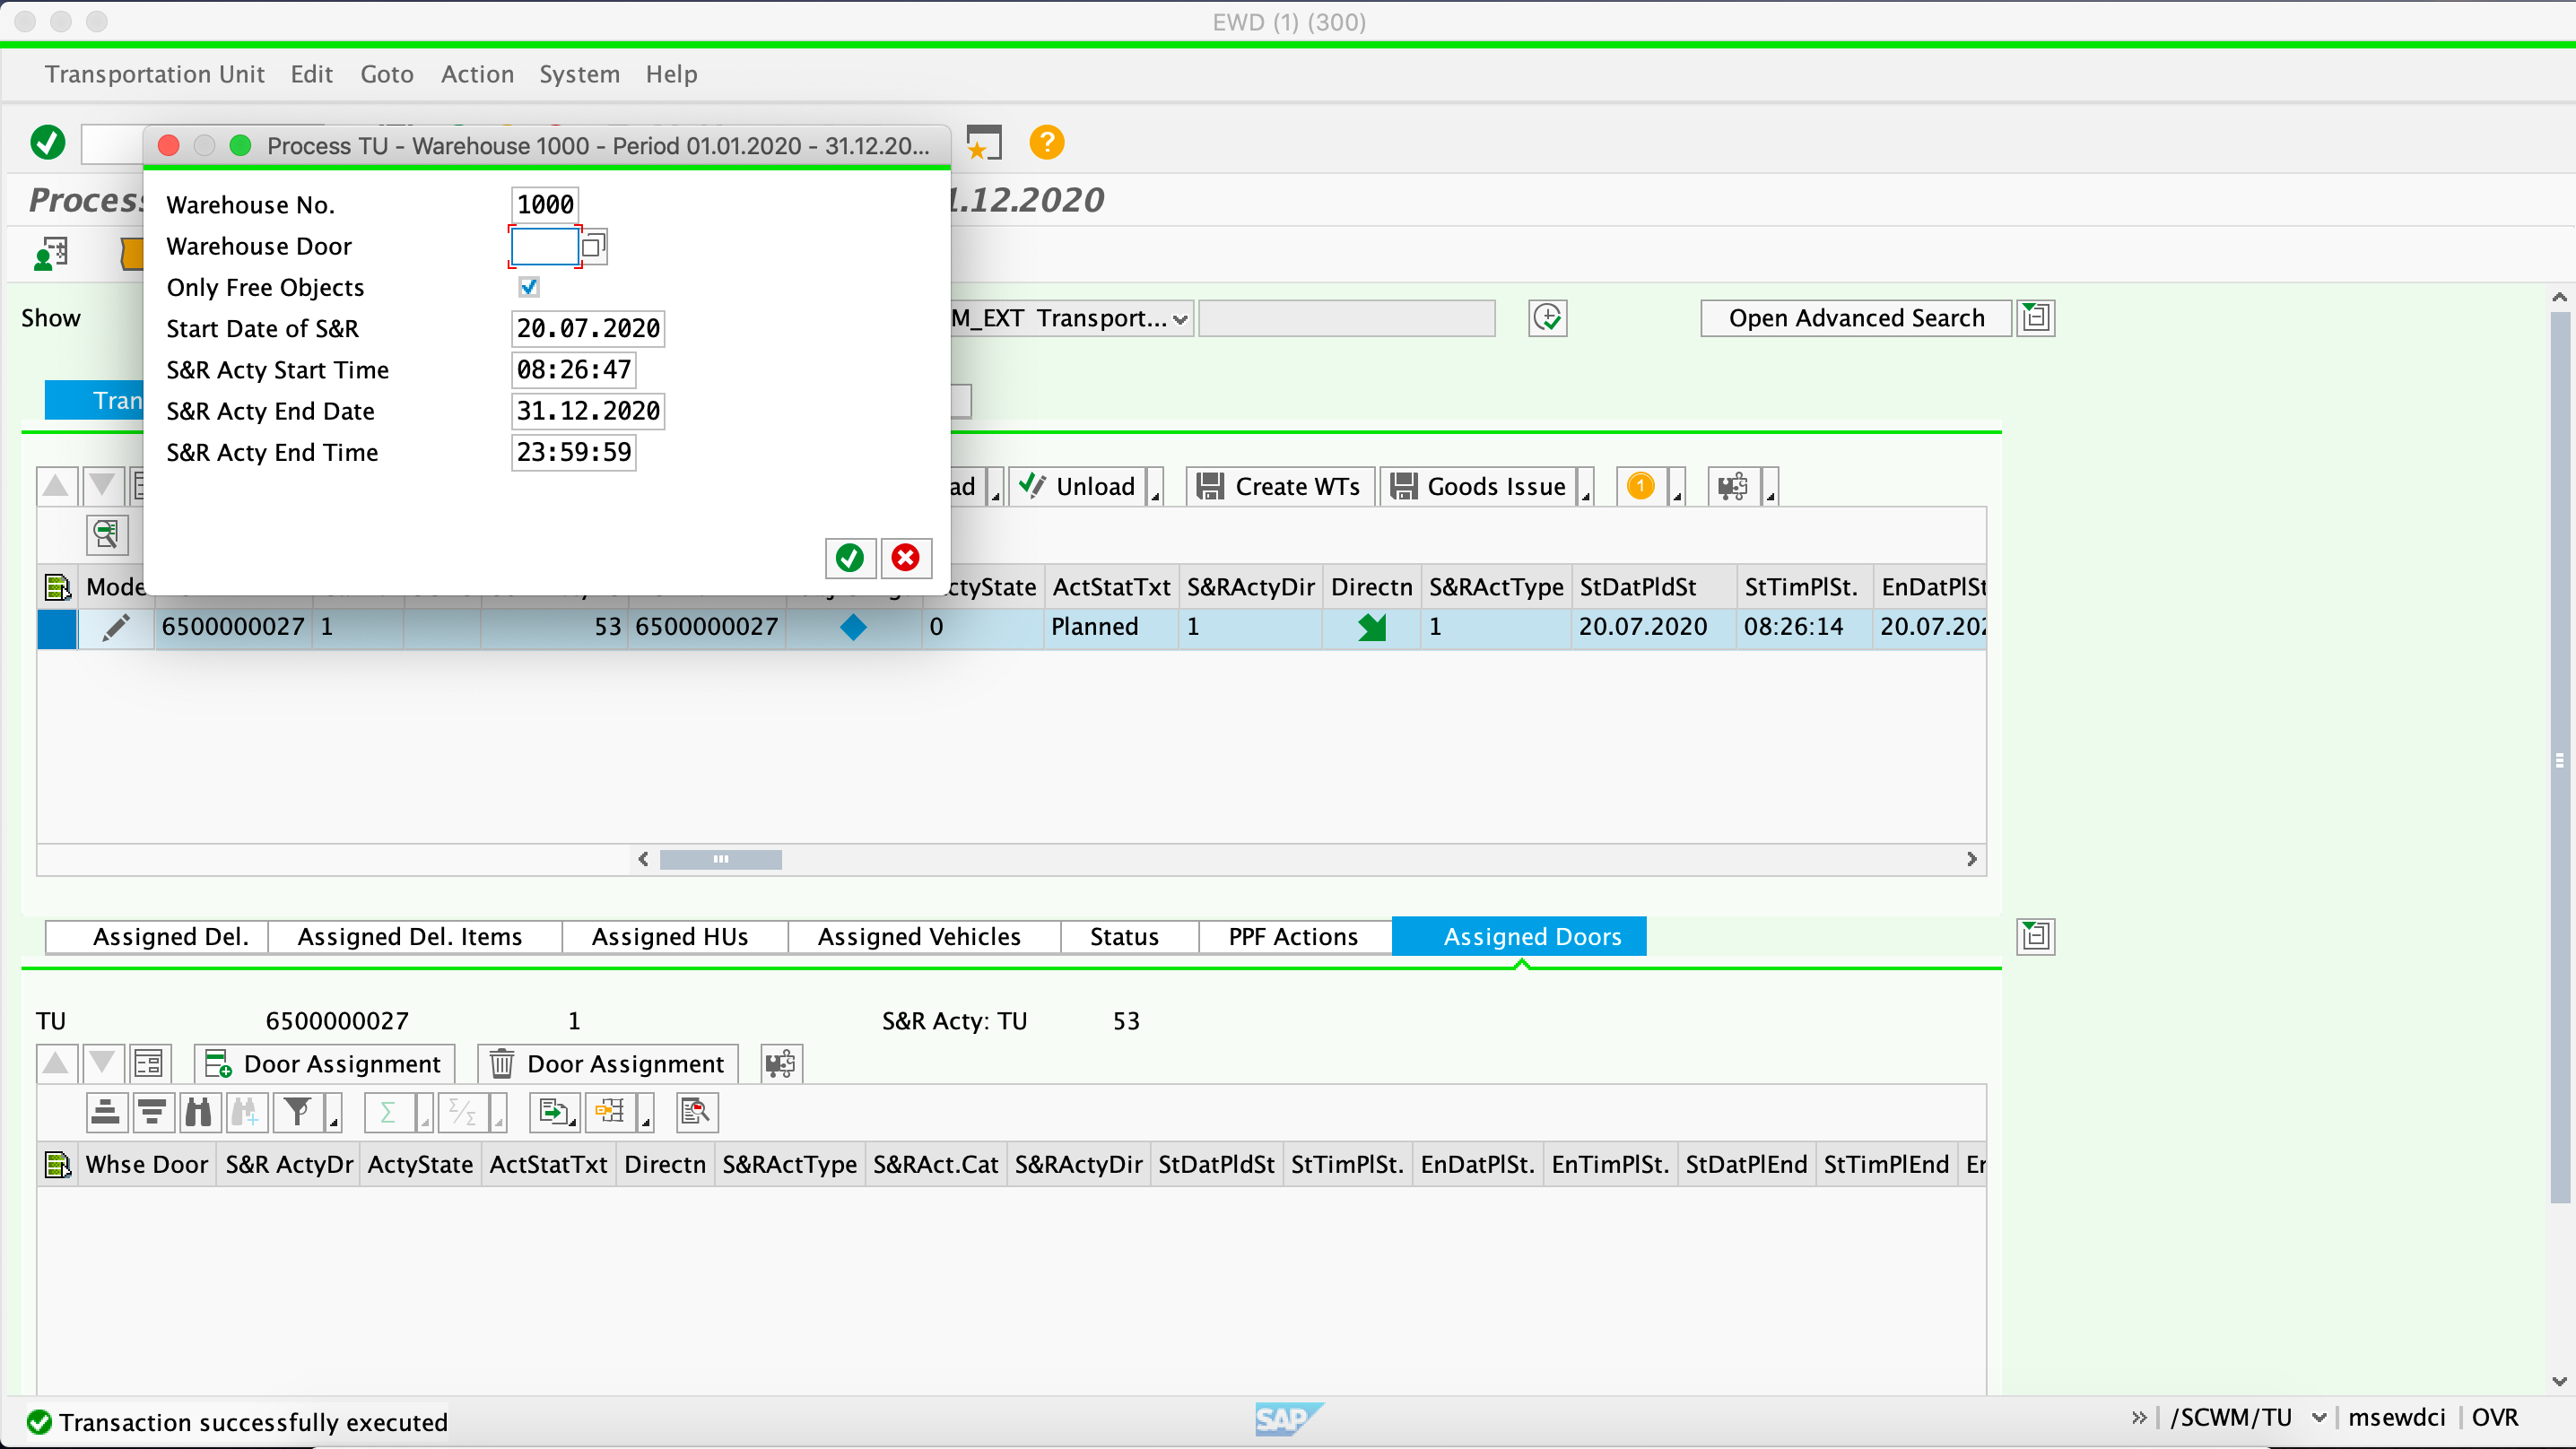 EWD (1) (300)
Transportation Unit Edit Goto Action System Help
Process TU - Warehouse 1000 - Period 01.01.2020 - 31.12.20...
?
Process 1.12.2020
Warehouse No. 1000
Warehouse Door
Only Free Objects
Start Date of S&R 20.07.2020
S&R Acty Start Time 08:26:47
S&R Acty End Date 31.12.2020
S&R Acty End Time 23:59:59
Show M_EXT Transport... Open Advanced Search
Tran
ad Unload Create WTs Goods Issue 1
Mode ctyState ActStatTxt S&RActyDir Directn S&RActType StDatPldSt StTimPlSt. EnDatPlSt
6500000027 1 53 6500000027 0 Planned 1 1 20.07.2020 08:26:14 20.07.202
Assigned Del. Assigned Del. Items Assigned HUs Assigned Vehicles Status PPF Actions Assigned Doors
TU 6500000027 1 S&R Acty: TU 53
Door Assignment Door Assignment
Whse Door S&R ActyDr ActyState ActStatTxt Directn S&RActType S&RAct.Cat S&RActyDir StDatPldSt StTimPlSt. EnDatPlSt. EnTimPlSt. StDatPlEnd StTimPlEnd Er
Transaction successfully executed SAP /SCWM/TU msewdci OVR